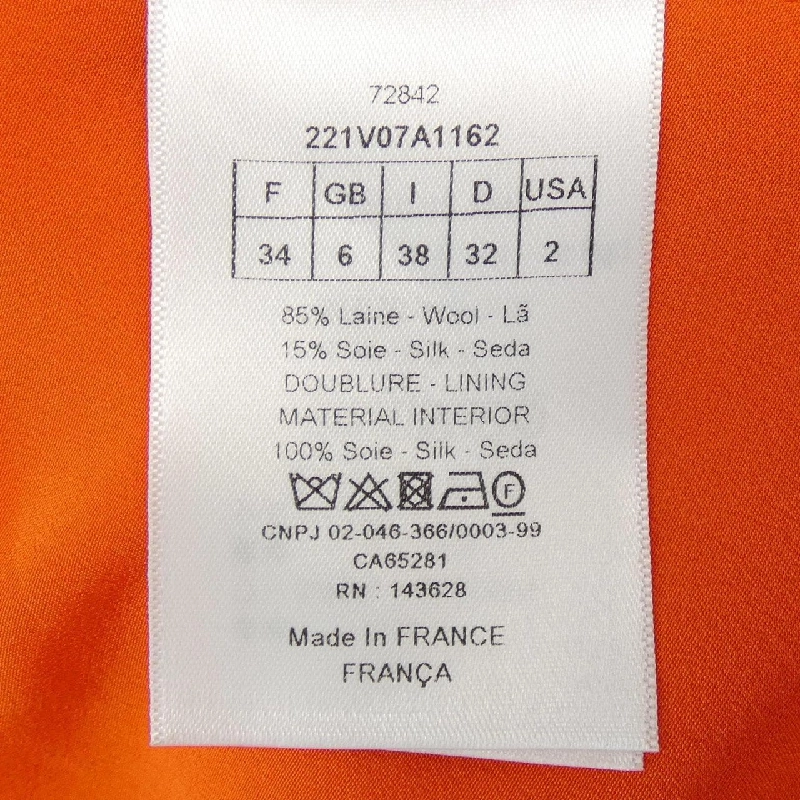 72842
221V07A1162
F GB I D USA
34 6 38 32 2
85% Laine - Wool - Lã
15% Soie - Silk - Seda
DOUBLURE - LINING
MATERIAL INTERIOR
100% Soie - Silk - Seda
F
CNPJ 02-046-366/0003-99
CA65281
RN : 143628
Made In FRANCE
FRANÇA